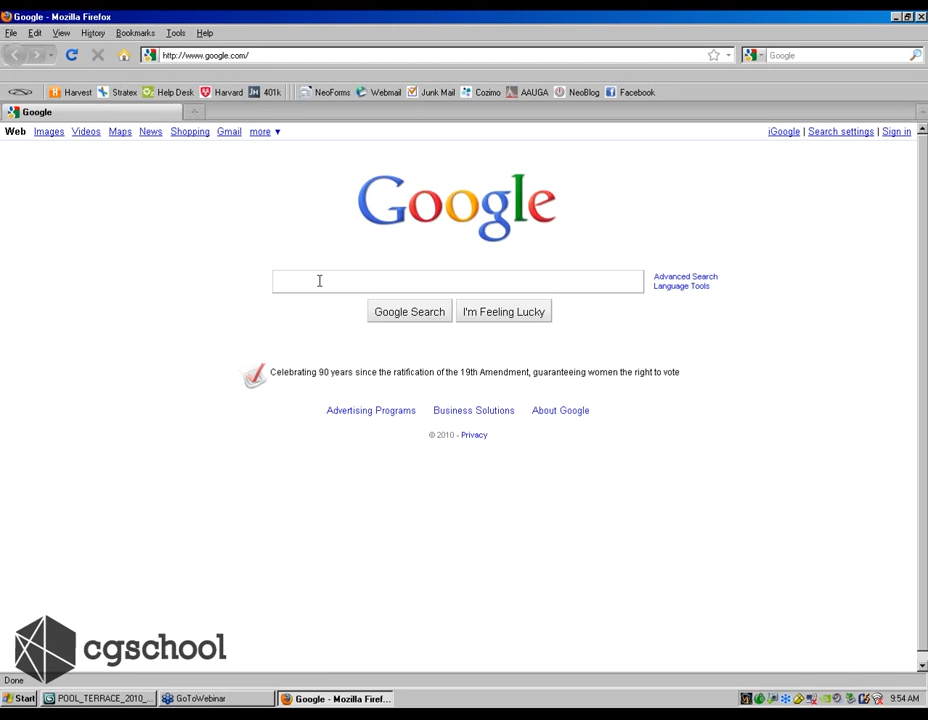 Google - Mozilla Firefox
File Edit View History Bookmarks Tools Help
http://www.google.com/ Google
Harvest Stratex Help Desk Harvard 401k NeoForms Webmail Junk Mail Cozimo AAUGA NeoBlog Facebook
Google
Web Images Videos Maps News Shopping Gmail more ▼ iGoogle | Search settings | Sign in
Google
Advanced Search
Language Tools
Google Search I'm Feeling Lucky
Celebrating 90 years since the ratification of the 19th Amendment, guaranteeing women the right to vote
Advertising Programs Business Solutions About Google
© 2010 - Privacy
cgschool
Done
Start POOL_TERRACE_2010_... GoToWebinar Google - Mozilla Firef... 9:54 AM